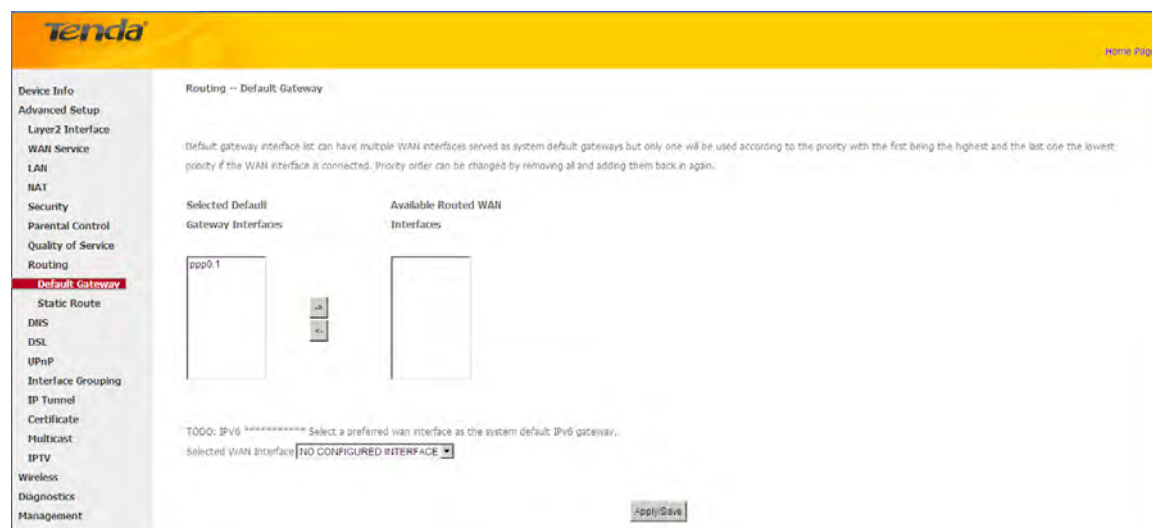 Tenda
Home Page
Device Info
Advanced Setup
Layer2 Interface
WAN Service
LAN
NAT
Security
Parental Control
Quality of Service
Routing
Default Gateway
Static Route
DNS
DSL
UPnP
Interface Grouping
IP Tunnel
Certificate
Multicast
IPTV
Wireless
Diagnostics
Management
Routing -- Default Gateway
Default gateway interface list can have multiple WAN interfaces served as system default gateways but only one will be used according to the priority with the first being the highest and the last one the lowest
priority if the WAN interface is connected. Priority order can be changed by removing all and adding them back in again.
Selected Default
Gateway Interfaces
Available Routed WAN
Interfaces
ppp0.1
->
<-
TODO: IPV6 *********** Select a preferred wan interface as the system default IPv6 gateway.
Selected WAN Interface NO CONFIGURED INTERFACE
Apply/Save